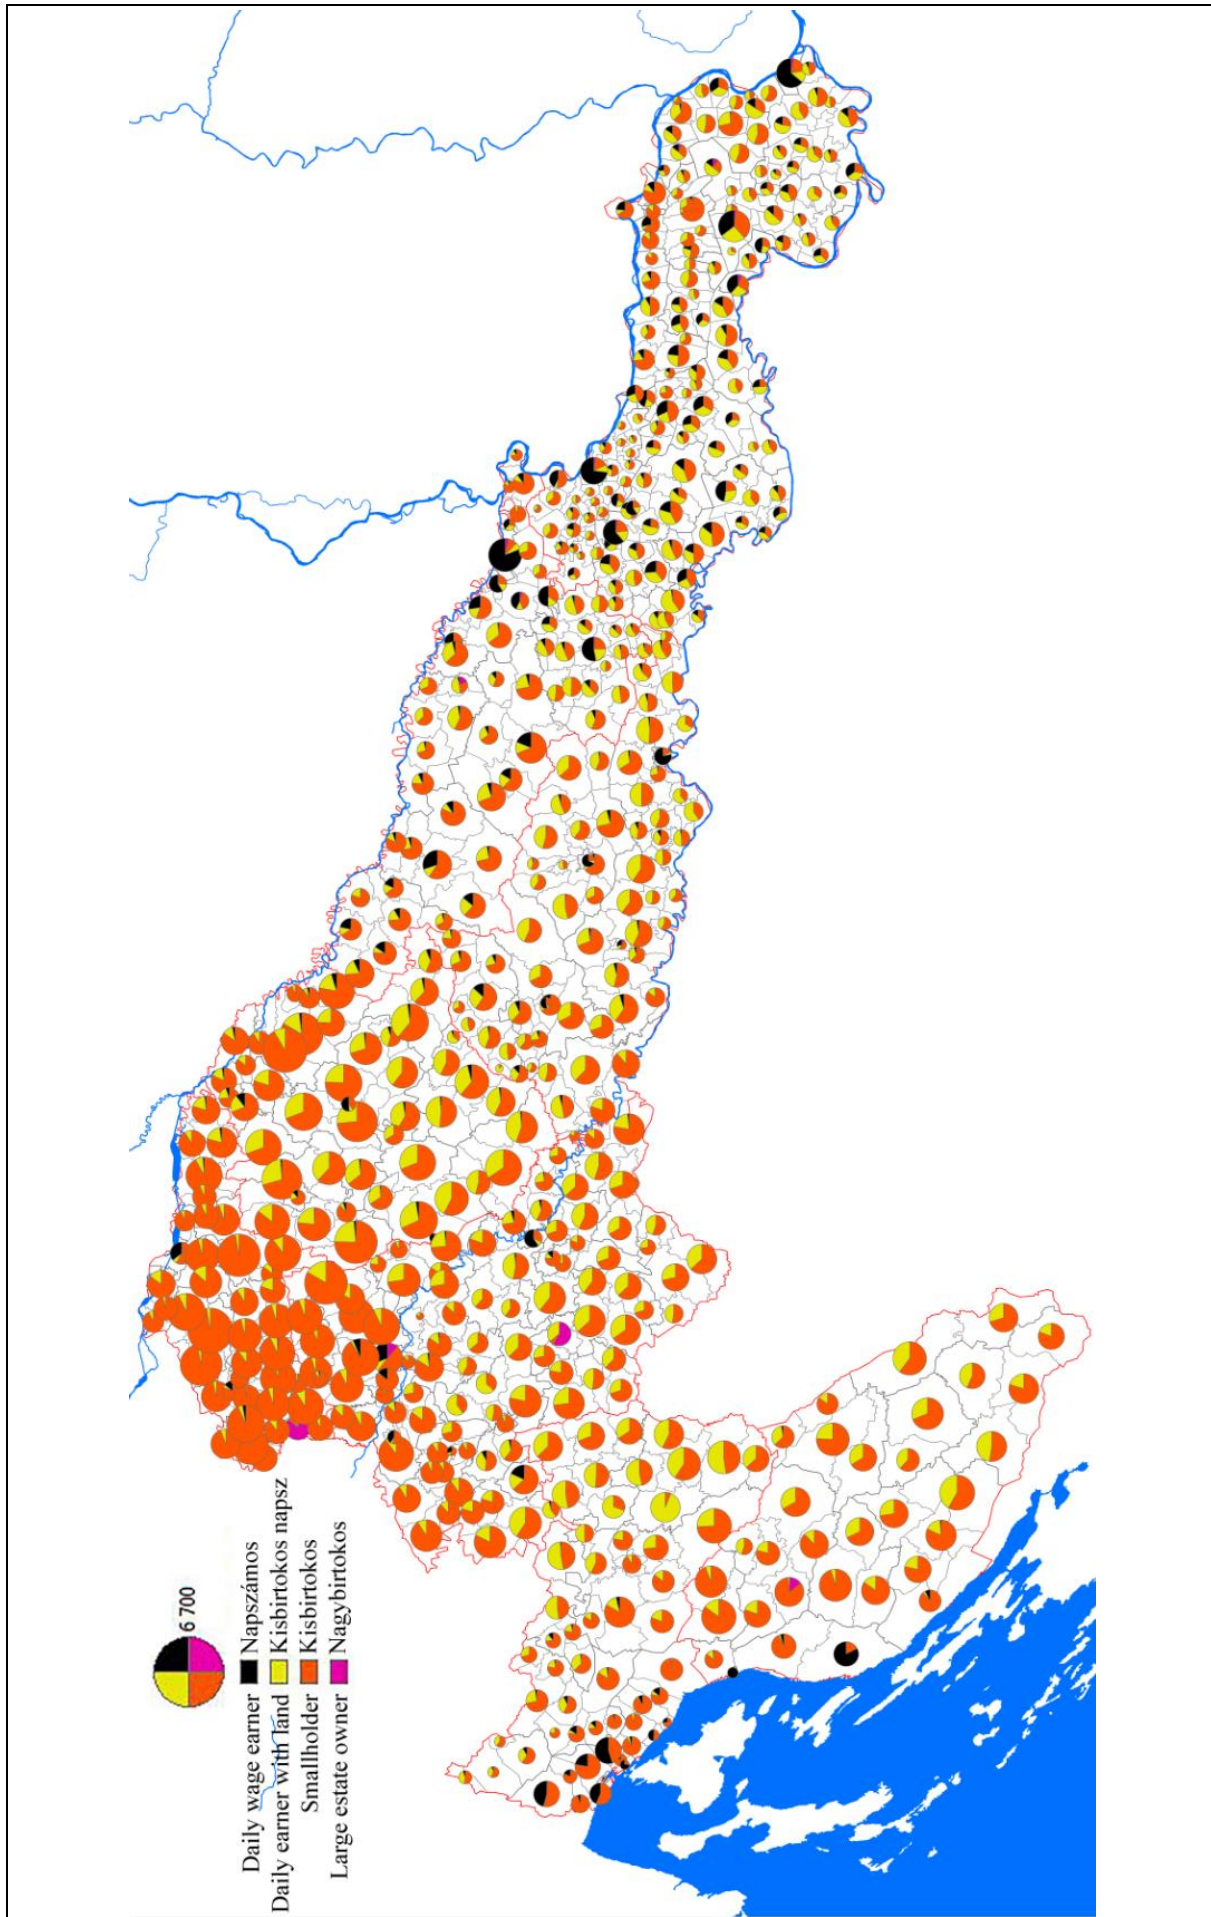 6 700
Daily wage earner Napszámos
Daily earner with land Kisbirtokos napsz
Smallholder Kisbirtokos
Large estate owner Nagybirtokos